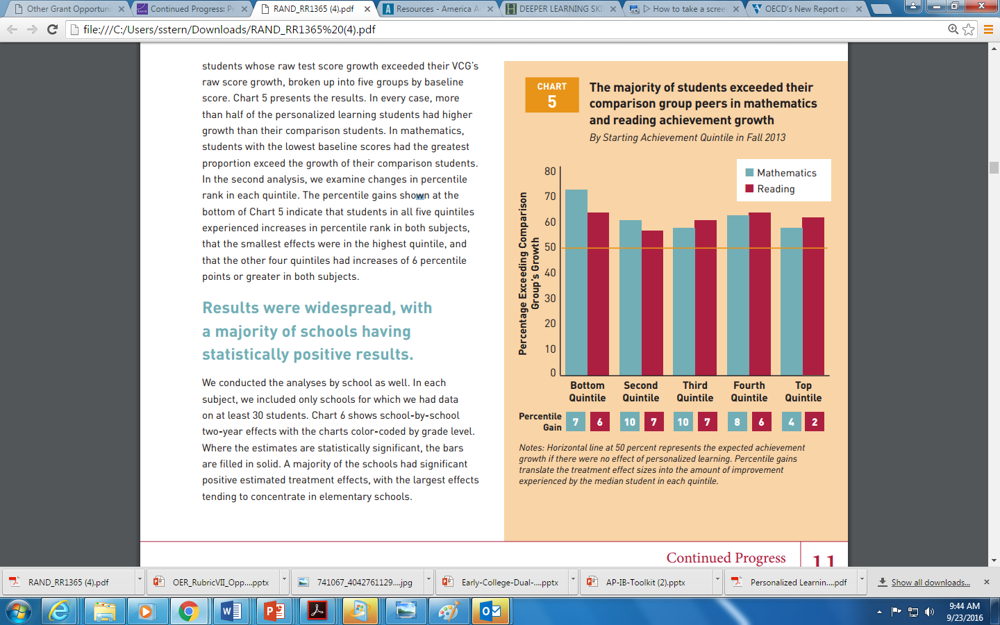 Other Grant Opportun
Continued Progress: P
RAND_RR1365 (4).pdf
Resources - America A
DEEPER LEARNING SKI
How to take a scree
OECD's New Report on
file:///C:/Users/sstern/Downloads/RAND_RR1365%20(4).pdf
students whose raw test score growth exceeded their VCG's
raw score growth, broken up into five groups by baseline
score. Chart 5 presents the results. In every case, more
than half of the personalized learning students had higher
growth than their comparison students. In mathematics,
students with the lowest baseline scores had the greatest
proportion exceed the growth of their comparison students.
In the second analysis, we examine changes in percentile
rank in each quintile. The percentile gains shown at the
bottom of Chart 5 indicate that students in all five quintiles
experienced increases in percentile rank in both subjects,
that the smallest effects were in the highest quintile, and
that the other four quintiles had increases of 6 percentile
points or greater in both subjects.
Results were widespread, with
a majority of schools having
statistically positive results.
We conducted the analyses by school as well. In each
subject, we included only schools for which we had data
on at least 30 students. Chart 6 shows school-by-school
two-year effects with the charts color-coded by grade level.
Where the estimates are statistically significant, the bars
are filled in solid. A majority of the schools had significant
positive estimated treatment effects, with the largest effects
tending to concentrate in elementary schools.
CHART
5
The majority of students exceeded their
comparison group peers in mathematics
and reading achievement growth
By Starting Achievement Quintile in Fall 2013
Mathematics
Reading
Percentage Exceeding Comparison
Group's Growth
80
70
60
50
40
30
20
10
0
Bottom Second Third Fourth Top
Quintile Quintile Quintile Quintile Quintile
Percentile
Gain
7 6 10 7 10 7 8 6 4 2
Notes: Horizontal line at 50 percent represents the expected achievement
growth if there were no effect of personalized learning. Percentile gains
translate the treatment effect sizes into the amount of improvement
experienced by the median student in each quintile.
Continued Progress 11
RAND_RR1365 (4).pdf
OER_RubricVII_Opp....pptx
741067_4042761129....jpg
Early-College-Dual-....pptx
AP-IB-Toolkit (2).pptx
Personalized Learnin....pdf
Show all downloads...
9:44 AM
9/23/2016